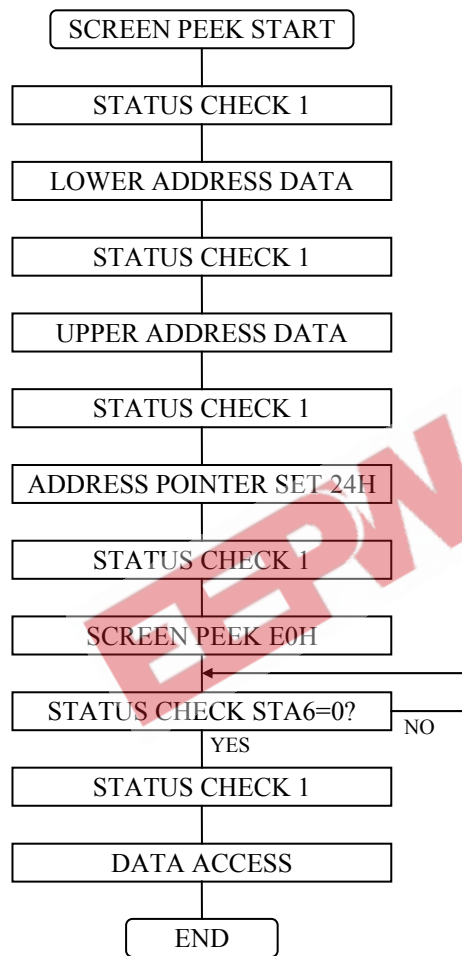 SCREEN PEEK START
STATUS CHECK 1
LOWER ADDRESS DATA
STATUS CHECK 1
UPPER ADDRESS DATA
STATUS CHECK 1
ADDRESS POINTER SET 24H
STATUS CHECK 1
SCREEN PEEK E0H
STATUS CHECK STA6=0?
NO
YES
STATUS CHECK 1
DATA ACCESS
END
EEPW